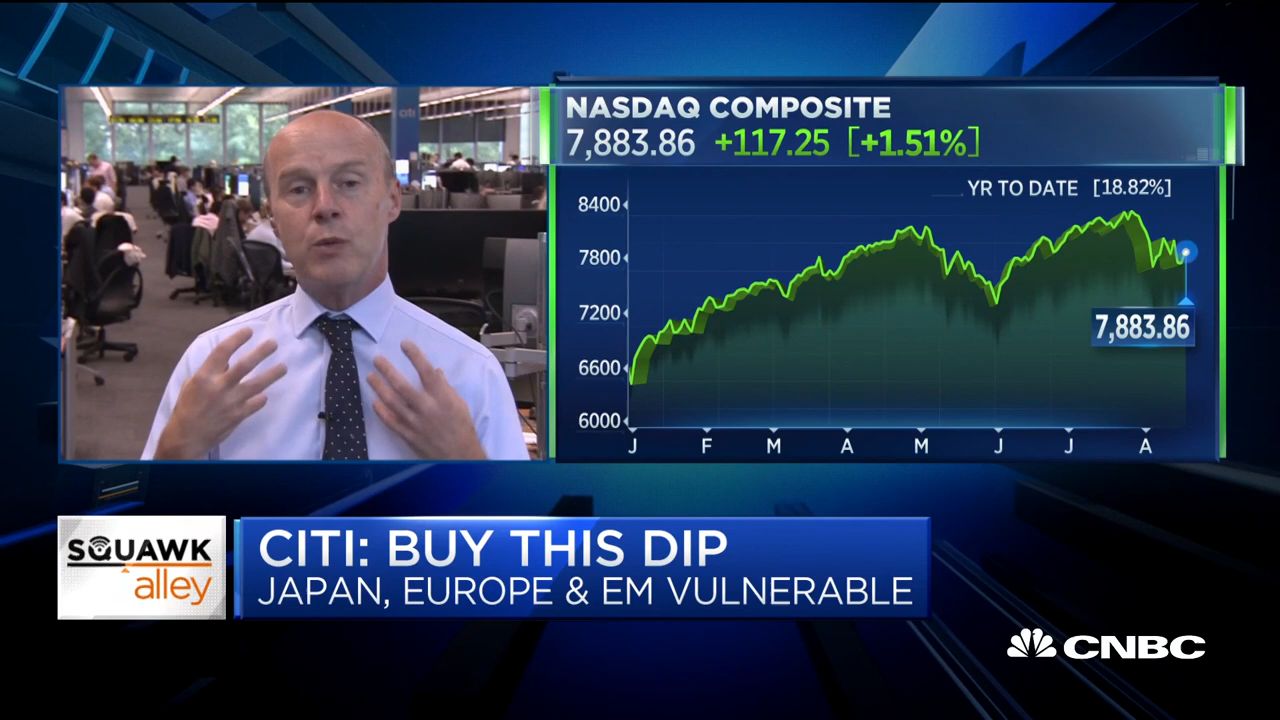 citi
NASDAQ COMPOSITE
7,883.86 +117.25 [+1.51%]
YR TO DATE [18.82%]
8400
7800
7200
6600
6000
7,883.86
J F M A M J J A
SQUAWK
alley
CITI: BUY THIS DIP
JAPAN, EUROPE & EM VULNERABLE
CNBC